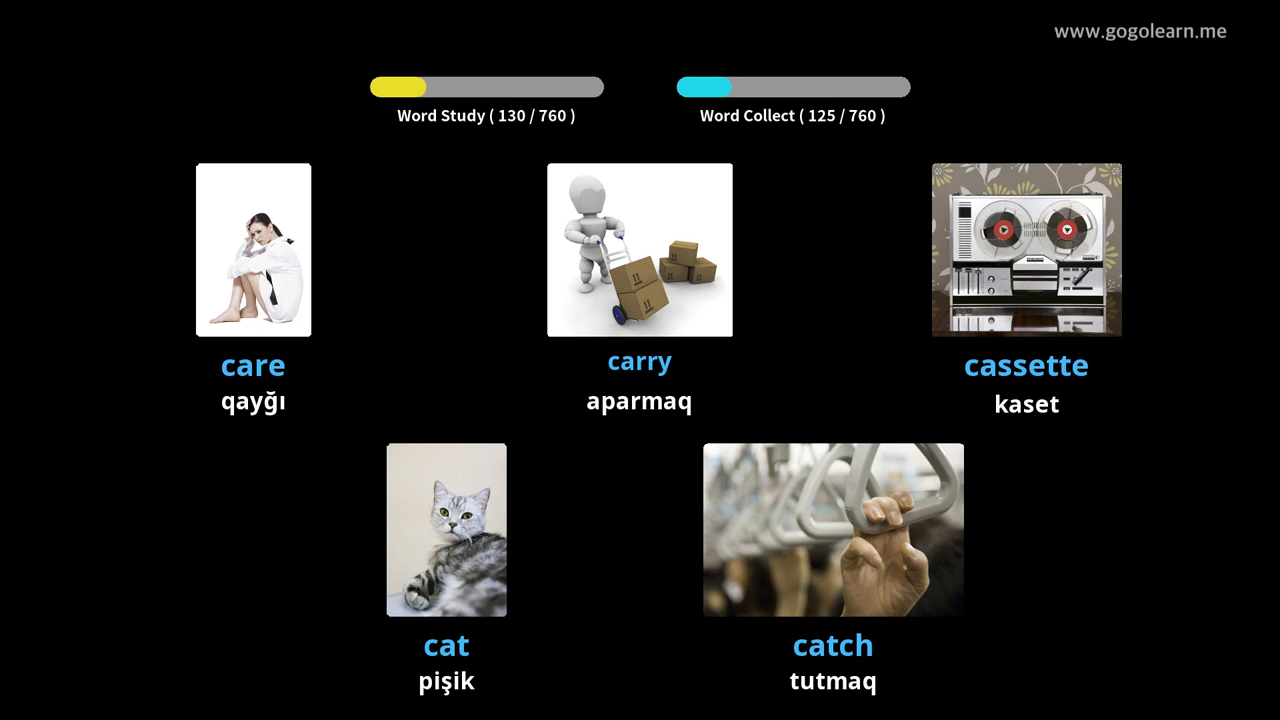 www.gogolearn.me
Word Study ( 130 / 760 )
Word Collect ( 125 / 760 )
care
qayğı
carry
aparmaq
cassette
kaset
cat
pişik
catch
tutmaq